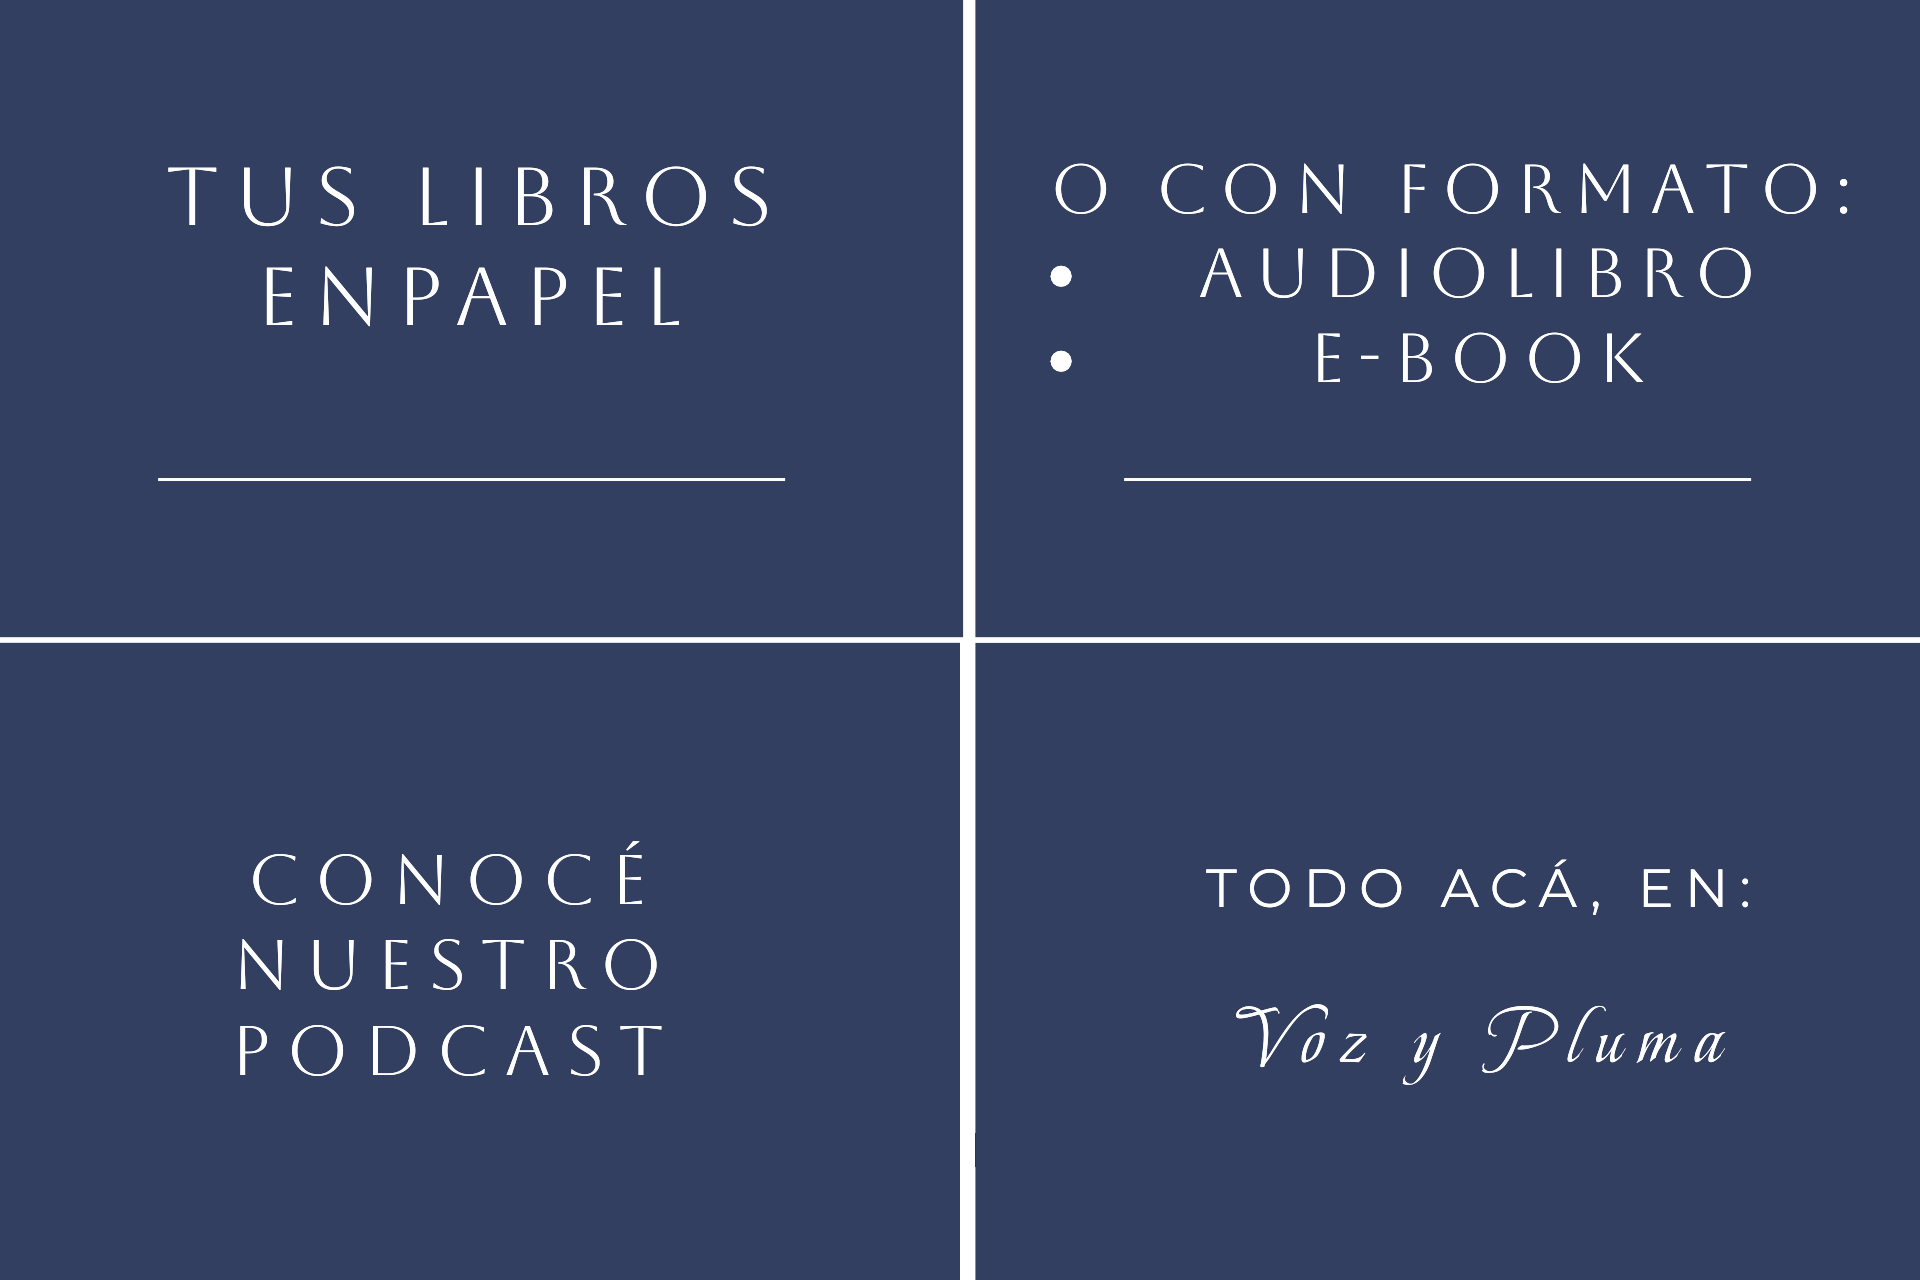 TUS LIBROS
ENPAPEL
O CON FORMATO:
• AUDIOLIBRO
• E-BOOK
CONOCÉ
NUESTRO
PODCAST
TODO ACÁ, EN:
Voz y Pluma